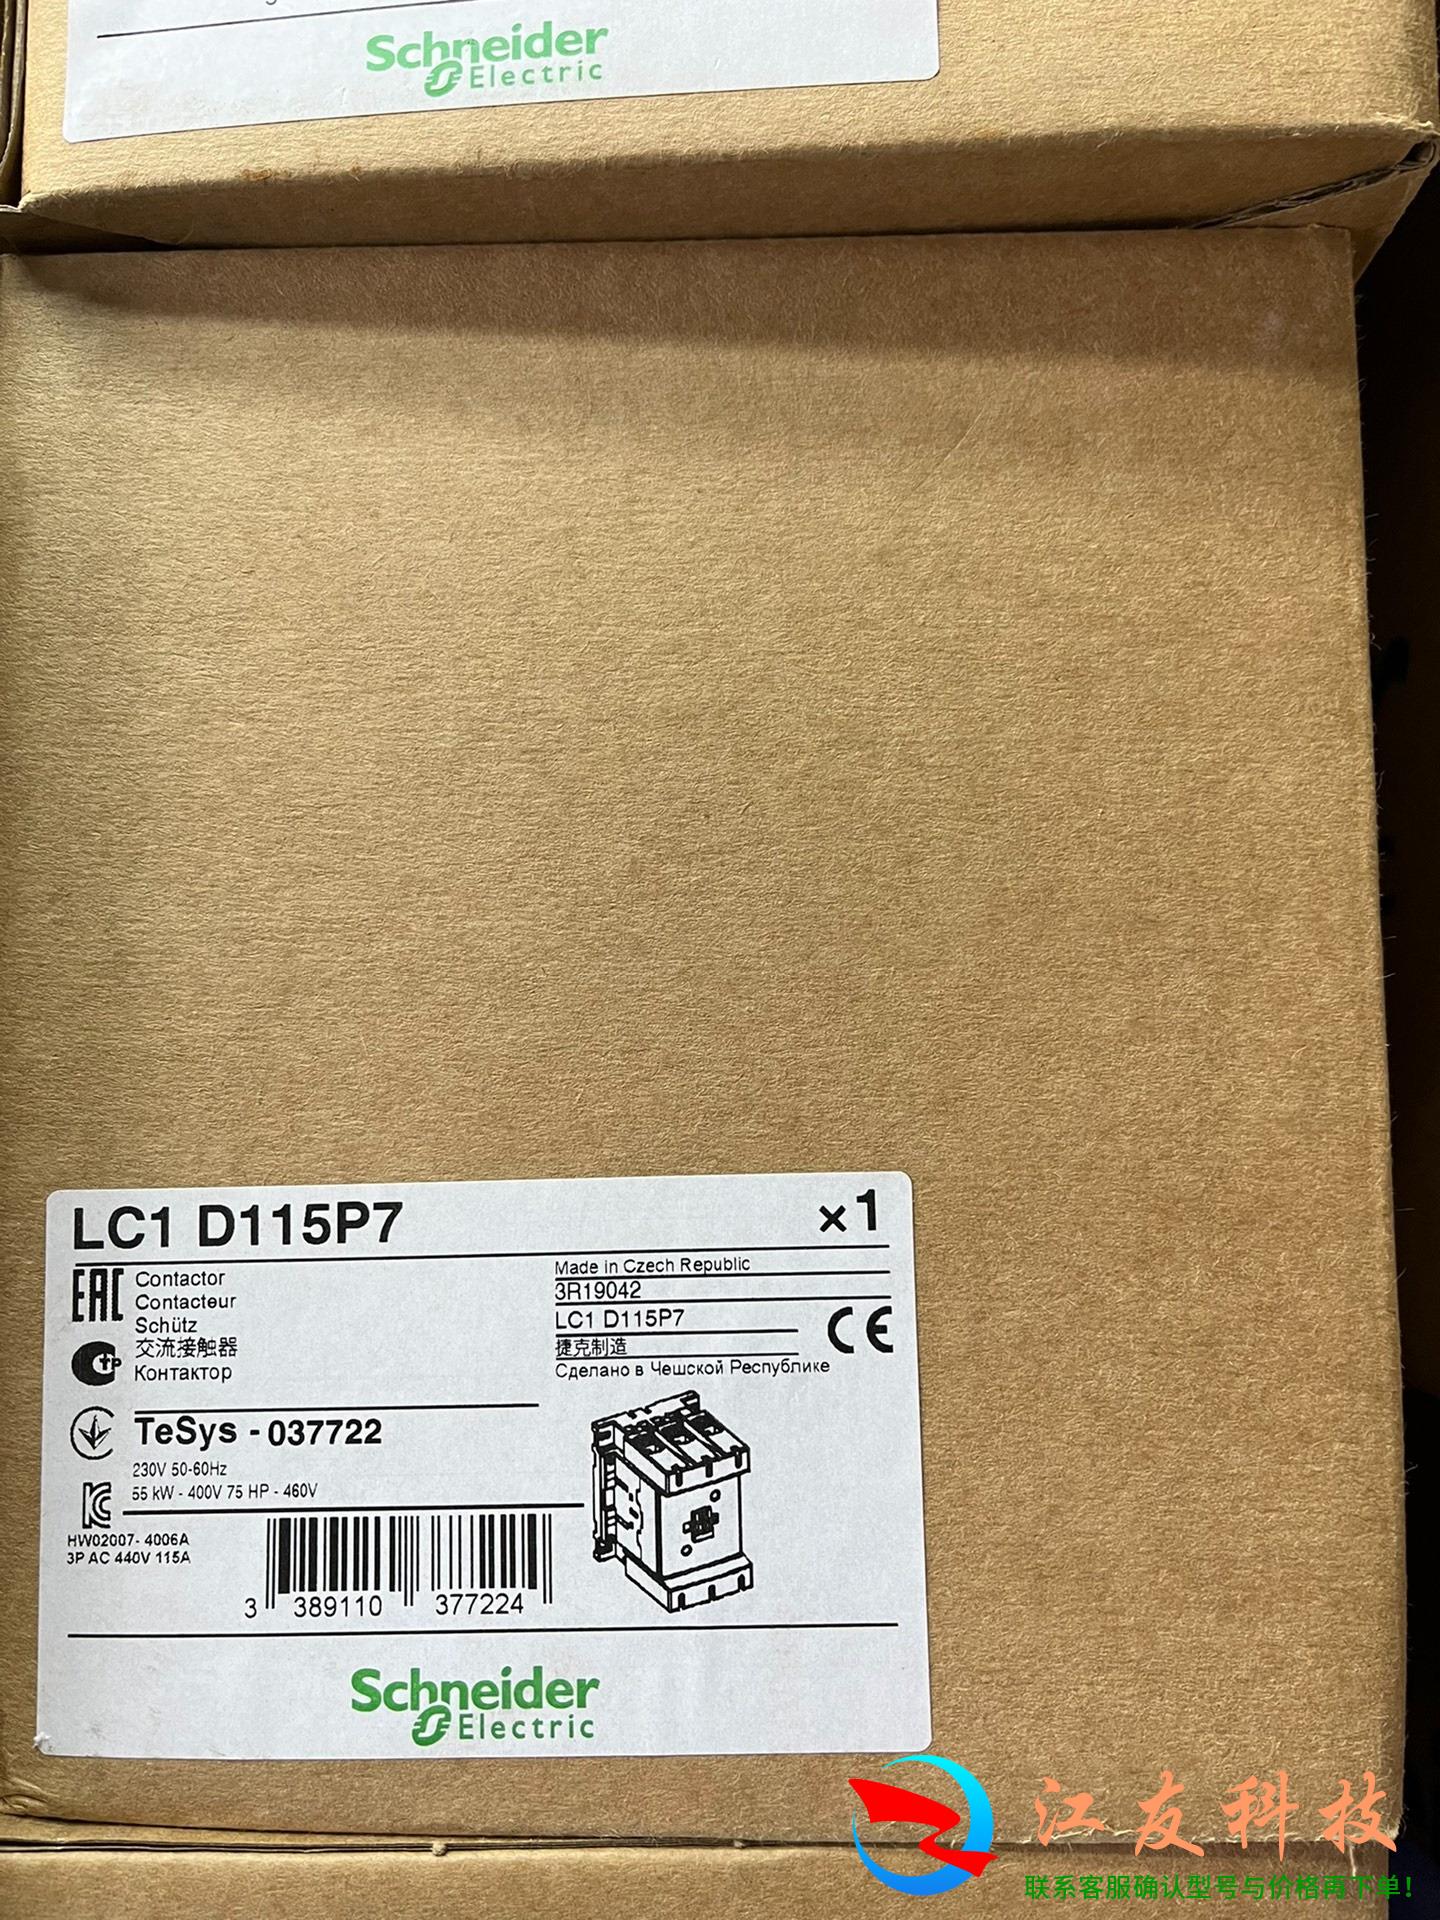 Schneider
Electric
LC1 D115P7
×1
EAC
Contactor
Contacteur
Schütz
交流接触器
Контактор
Made in Czech Republic
3R19042
LC1 D115P7
捷克制造
Сделано в Чешской Республике
CE
TeSys - 037722
230V 50-60Hz
55 kW - 400V 75 HP - 460V
HW02007- 4006A
3P AC 440V 115A
3 389110 377224
Schneider
Electric
江友科技
联系客服确认型号与价格再下单！